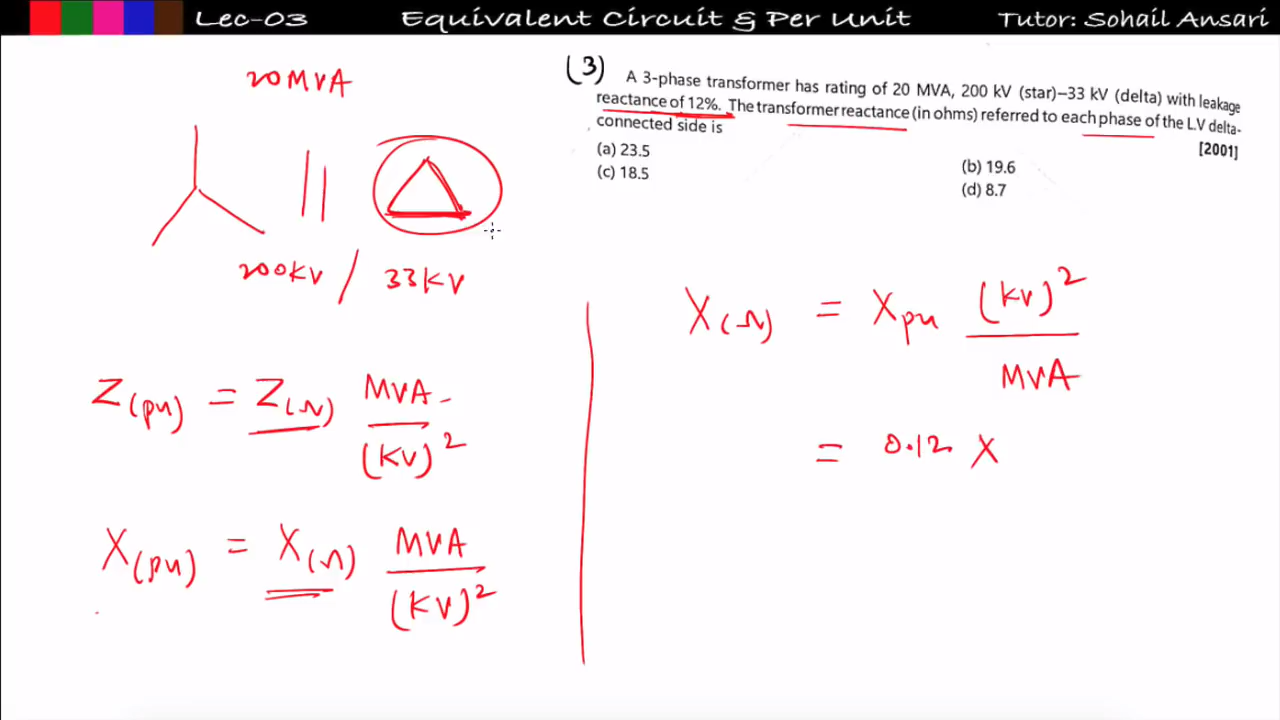 Lec-03 Equivalent Circuit & Per Unit Tutor: Sohail Ansari
20MVA
200KV / 33KV
Z(pu) = Z(Ω) MVA / (KV)²
X(pu) = X(Ω) MVA / (KV)²
(3)
A 3-phase transformer has rating of 20 MVA, 200 kV (star)–33 kV (delta) with leakage
reactance of 12%. The transformer reactance (in ohms) referred to each phase of the L.V delta-
connected side is
[2001]
(a) 23.5
(b) 19.6
(c) 18.5
(d) 8.7
X(Ω) = Xpu (KV)² / MVA
= 0.12 X